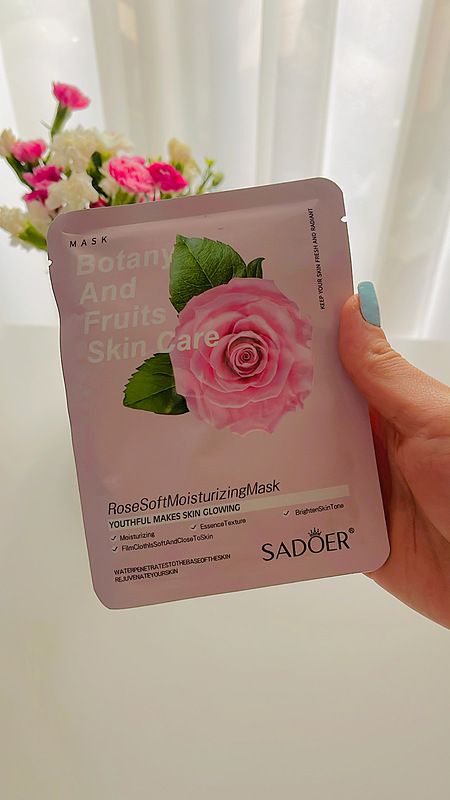 MASK
Botany
And
Fruits
Skin Care
KEEP YOUR SKIN FRESH AND RADIANT
RoseSoftMoisturizingMask
YOUTHFUL MAKES SKIN GLOWING
✓ Moisturizing ✓ EssenceTexture ✓ BrightenSkinTone
✓ FilmClothIsSoftAndCloseToSkin
WATERPENETRATESTOTHEBASEOFTHESKIN
REJUVENATEYOURSKIN
SADOER®